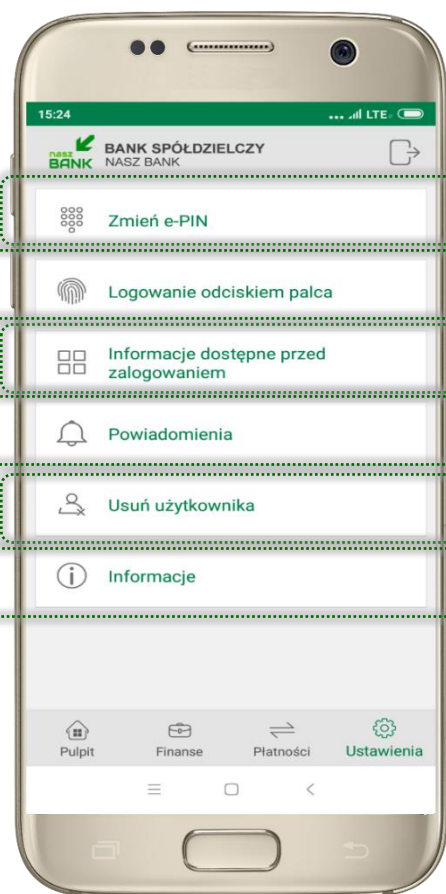 15:24
... LTE
nasz
BANK
BANK SPÓŁDZIELCZY
NASZ BANK
Zmień e-PIN
Logowanie odciskiem palca
Informacje dostępne przed
zalogowaniem
Powiadomienia
Usuń użytkownika
Informacje
Pulpit Finanse Płatności Ustawienia